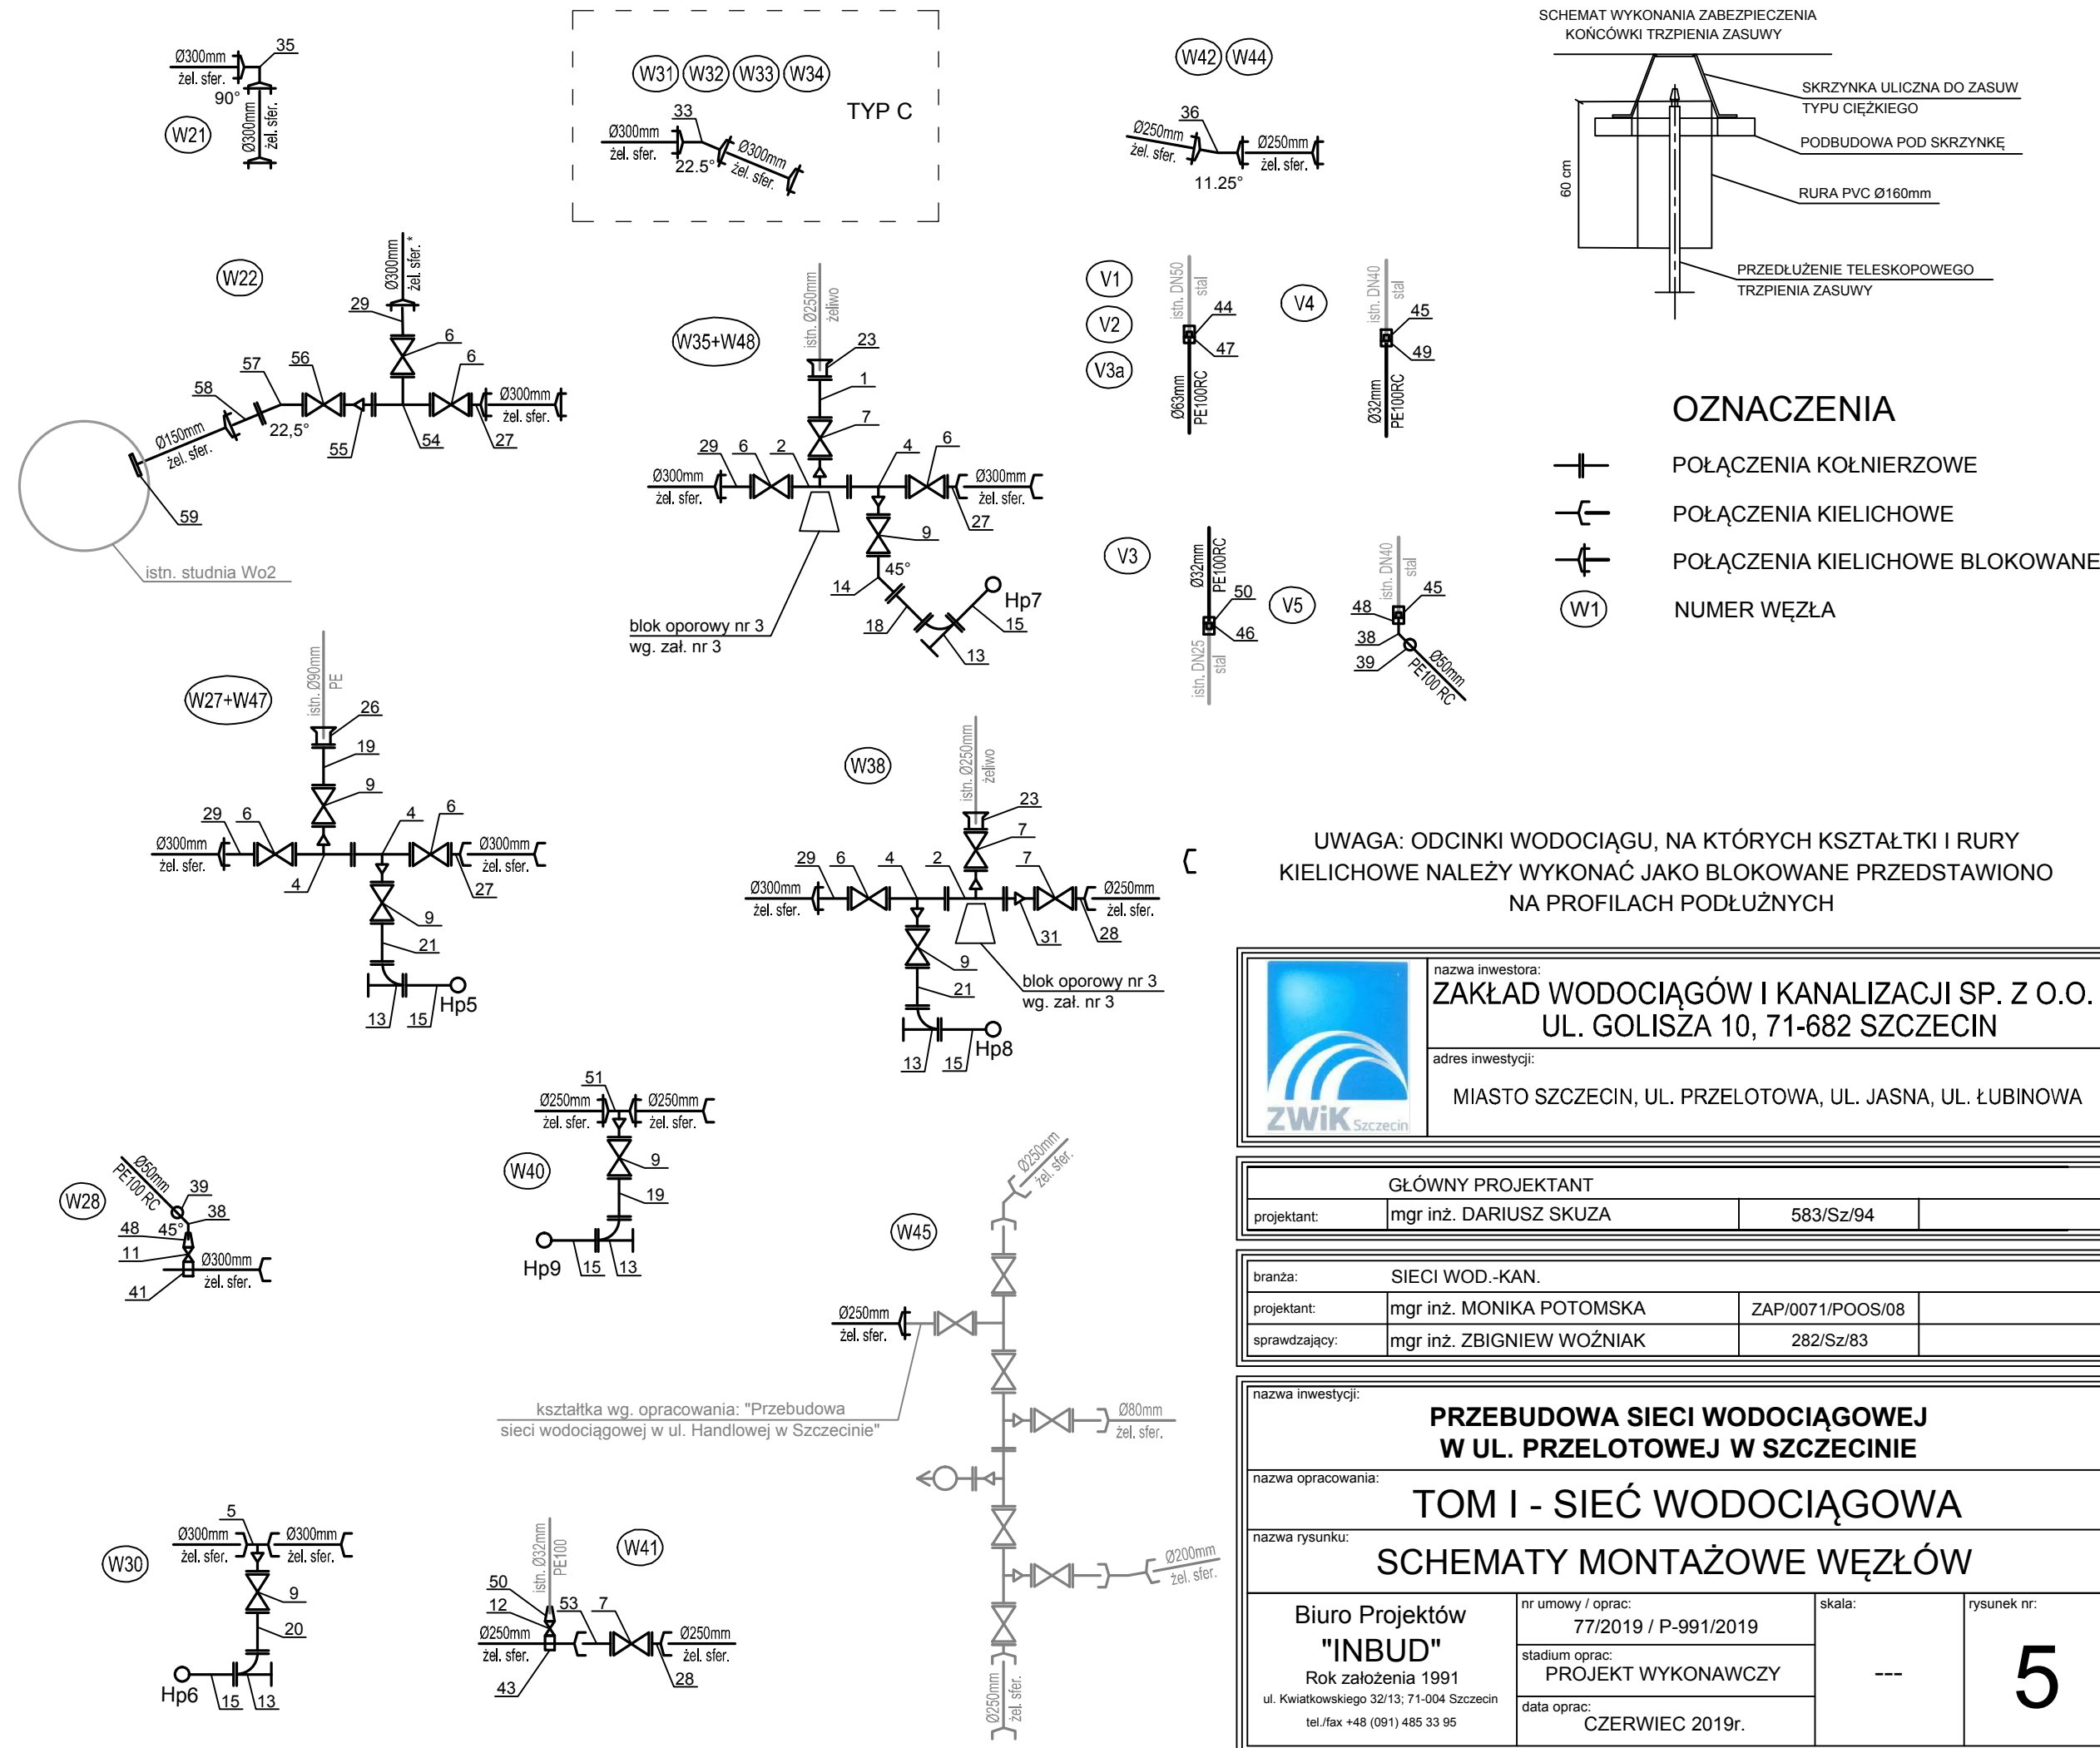 Ø300mm
żel. sfer.
35
90°
Ø300mm
żel. sfer.
W21
W31 W32 W33 W34
TYP C
33
Ø300mm
żel. sfer.
22.5°
Ø300mm
żel. sfer.
W42 W44
36
Ø250mm
żel. sfer.
Ø250mm
żel. sfer.
11.25°
SCHEMAT WYKONANIA ZABEZPIECZENIA
KOŃCÓWKI TRZPIENIA ZASUWY
SKRZYNKA ULICZNA DO ZASUW
TYPU CIĘŻKIEGO
PODBUDOWA POD SKRZYNKĘ
60 cm
RURA PVC Ø160mm
PRZEDŁUŻENIE TELESKOPOWEGO
TRZPIENIA ZASUWY
W22
Ø300mm
żel. sfer. *
29
6
6
57
56
58
Ø300mm
żel. sfer.
22,5°
Ø150mm
żel. sfer.
55
54
27
59
istn. studnia Wo2
W35+W48
istn. Ø250mm
żeliwo
23
1
7
29
6
2
4
6
Ø300mm
żel. sfer.
Ø300mm
żel. sfer.
27
9
45°
14
Hp7
18
15
13
blok oporowy nr 3
wg. zał. nr 3
V1
V2
V3a
istn. DN50
stal
44
47
Ø63mm
PE100RC
V4
istn. DN40
stal
45
49
Ø32mm
PE100RC
V3
Ø32mm
PE100RC
50
46
istn. DN25
stal
V5
istn. DN40
stal
45
48
38
39
Ø50mm
PE100 RC
OZNACZENIA
POŁĄCZENIA KOŁNIERZOWE
POŁĄCZENIA KIELICHOWE
POŁĄCZENIA KIELICHOWE BLOKOWANE
W1
NUMER WĘZŁA
W27+W47
istn. Ø90mm
PE
26
19
9
29
6
4
6
Ø300mm
żel. sfer.
Ø300mm
żel. sfer.
4
27
9
21
Hp5
13
15
W38
istn. Ø250mm
żeliwo
23
7
29
6
4
2
7
Ø300mm
żel. sfer.
Ø250mm
żel. sfer.
31
28
9
21
blok oporowy nr 3
wg. zał. nr 3
Hp8
13
15
UWAGA: ODCINKI WODOCIĄGU, NA KTÓRYCH KSZTAŁTKI I RURY
KIELICHOWE NALEŻY WYKONAĆ JAKO BLOKOWANE PRZEDSTAWIONO
NA PROFILACH PODŁUŻNYCH
W28
Ø50mm
PE100 RC
39
38
48
45°
11
Ø300mm
żel. sfer.
41
W40
51
Ø250mm
żel. sfer.
Ø250mm
żel. sfer.
9
19
Hp9
15
13
W45
Ø250mm
żel. sfer.
Ø250mm
żel. sfer.
kształtka wg. opracowania: "Przebudowa
sieci wodociągowej w ul. Handlowej w Szczecinie"
Ø80mm
żel. sfer.
Ø200mm
żel. sfer.
Ø250mm
żel. sfer.
W30
5
Ø300mm
żel. sfer.
Ø300mm
żel. sfer.
9
20
Hp6
15
13
W41
istn. Ø32mm
PE100
50
12
53
7
Ø250mm
żel. sfer.
Ø250mm
żel. sfer.
43
28
ZWiK Szczecin
nazwa inwestora:
ZAKŁAD WODOCIĄGÓW I KANALIZACJI SP. Z O.O.
UL. GOLISZA 10, 71-682 SZCZECIN
adres inwestycji:
MIASTO SZCZECIN, UL. PRZELOTOWA, UL. JASNA, UL. ŁUBINOWA
GŁÓWNY PROJEKTANT
projektant: mgr inż. DARIUSZ SKUZA 583/Sz/94
branża: SIECI WOD.-KAN.
projektant: mgr inż. MONIKA POTOMSKA ZAP/0071/POOS/08
sprawdzający: mgr inż. ZBIGNIEW WOŹNIAK 282/Sz/83
nazwa inwestycji:
PRZEBUDOWA SIECI WODOCIĄGOWEJ
W UL. PRZELOTOWEJ W SZCZECINIE
nazwa opracowania:
TOM I - SIEĆ WODOCIĄGOWA
nazwa rysunku:
SCHEMATY MONTAŻOWE WĘZŁÓW
Biuro Projektów
"INBUD"
Rok założenia 1991
ul. Kwiatkowskiego 32/13; 71-004 Szczecin
tel./fax +48 (091) 485 33 95
nr umowy / oprac:
77/2019 / P-991/2019
stadium oprac:
PROJEKT WYKONAWCZY
data oprac:
CZERWIEC 2019r.
skala:
---
rysunek nr:
5